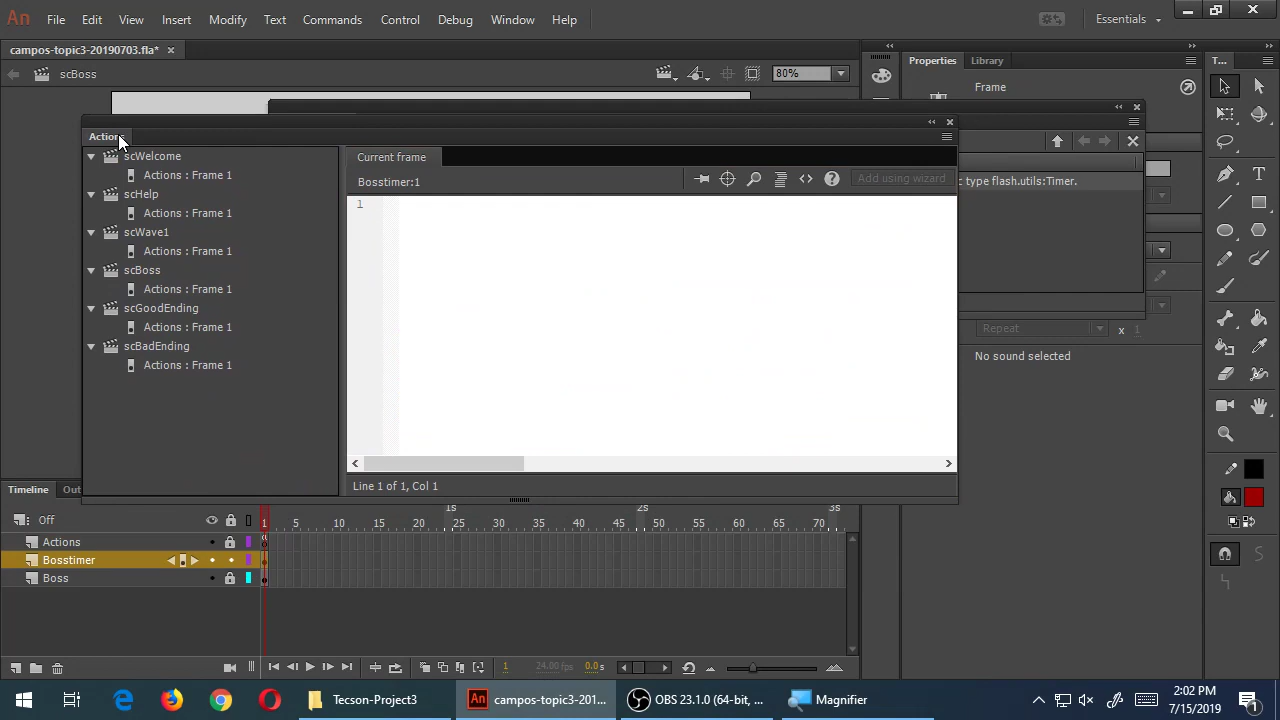 An File Edit View Insert Modify Text Commands Control Debug Window Help Essentials
campos-topic3-20190703.fla* x
scBoss 80%
Properties Library T...
Frame
Actions
scWelcome
Actions : Frame 1
scHelp
Actions : Frame 1
scWave1
Actions : Frame 1
scBoss
Actions : Frame 1
scGoodEnding
Actions : Frame 1
scBadEnding
Actions : Frame 1
Current frame
Bosstimer:1 Add using wizard
1
Line 1 of 1, Col 1
type flash.utils:Timer.
Repeat x 1
No sound selected
Timeline
1s 2s 3s
Off 1 5 10 15 20 25 30 35 40 45 50 55 60 65 70
Actions
Bosstimer
Boss
1 24.00 fps 0.0 s
Tecson-Project3 An campos-topic3-201... OBS 23.1.0 (64-bit, ... Magnifier
2:02 PM
7/15/2019
1